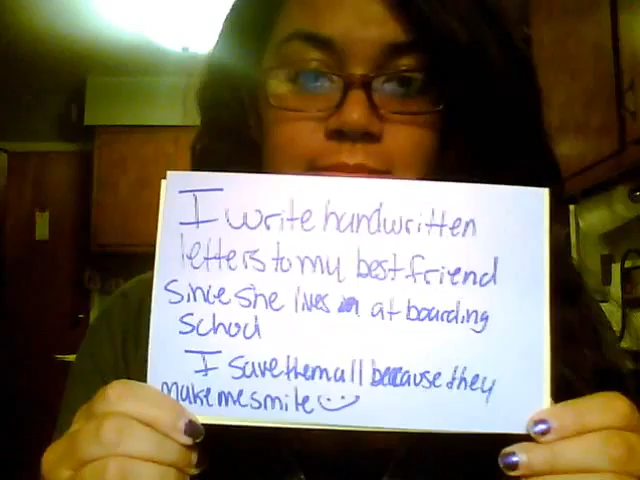 I write handwritten
letters to my best friend
since she lives in at boarding
school
I save them all because they
make me smile